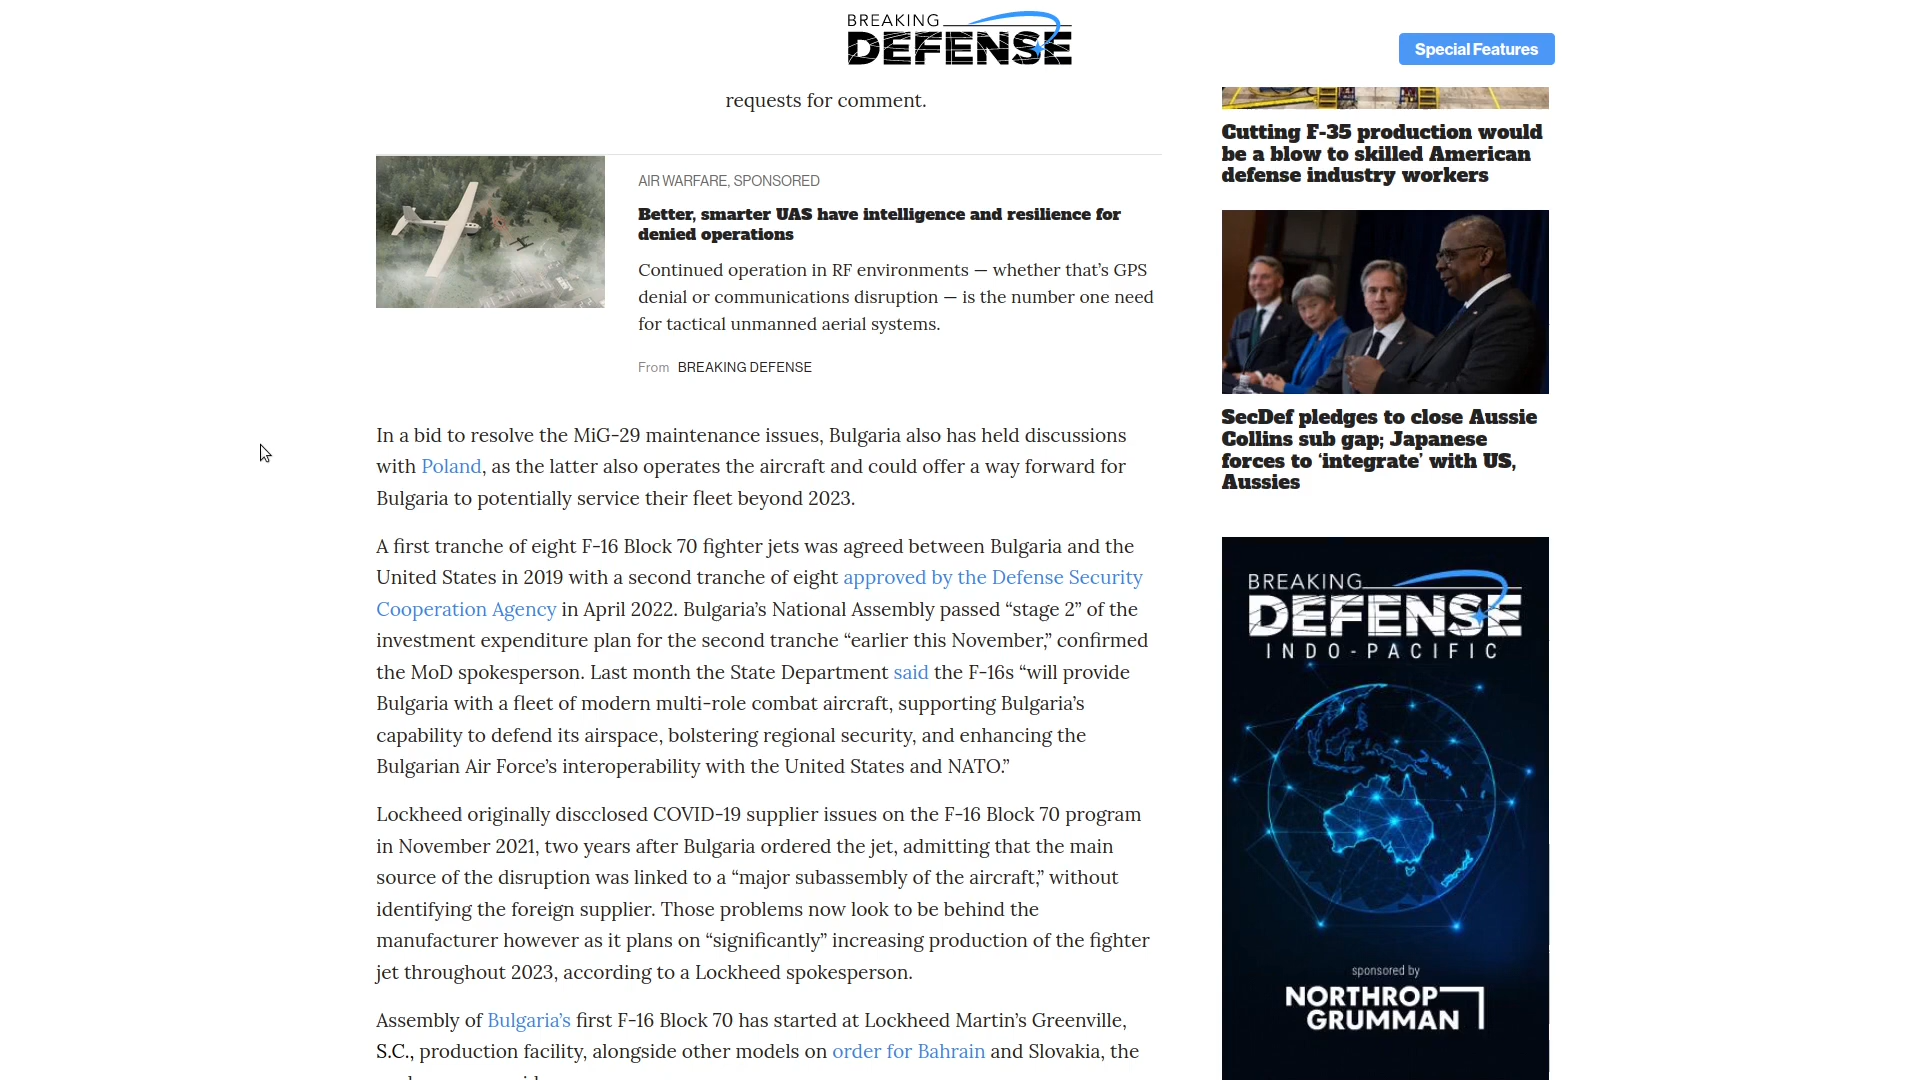 BREAKING
DEFENSE
Special Features
requests for comment.
AIR WARFARE, SPONSORED
Better, smarter UAS have intelligence and resilience for
denied operations
Continued operation in RF environments — whether that’s GPS
denial or communications disruption — is the number one need
for tactical unmanned aerial systems.
From BREAKING DEFENSE
In a bid to resolve the MiG-29 maintenance issues, Bulgaria also has held discussions
with Poland, as the latter also operates the aircraft and could offer a way forward for
Bulgaria to potentially service their fleet beyond 2023.
A first tranche of eight F-16 Block 70 fighter jets was agreed between Bulgaria and the
United States in 2019 with a second tranche of eight approved by the Defense Security
Cooperation Agency in April 2022. Bulgaria’s National Assembly passed “stage 2” of the
investment expenditure plan for the second tranche “earlier this November,” confirmed
the MoD spokesperson. Last month the State Department said the F-16s “will provide
Bulgaria with a fleet of modern multi-role combat aircraft, supporting Bulgaria’s
capability to defend its airspace, bolstering regional security, and enhancing the
Bulgarian Air Force’s interoperability with the United States and NATO.”
Lockheed originally discclosed COVID-19 supplier issues on the F-16 Block 70 program
in November 2021, two years after Bulgaria ordered the jet, admitting that the main
source of the disruption was linked to a “major subassembly of the aircraft,” without
identifying the foreign supplier. Those problems now look to be behind the
manufacturer however as it plans on “significantly” increasing production of the fighter
jet throughout 2023, according to a Lockheed spokesperson.
Assembly of Bulgaria’s first F-16 Block 70 has started at Lockheed Martin’s Greenville,
S.C., production facility, alongside other models on order for Bahrain and Slovakia, the
Cutting F-35 production would
be a blow to skilled American
defense industry workers
SecDef pledges to close Aussie
Collins sub gap; Japanese
forces to ‘integrate’ with US,
Aussies
BREAKING
DEFENSE
INDO-PACIFIC
sponsored by
NORTHROP
GRUMMAN